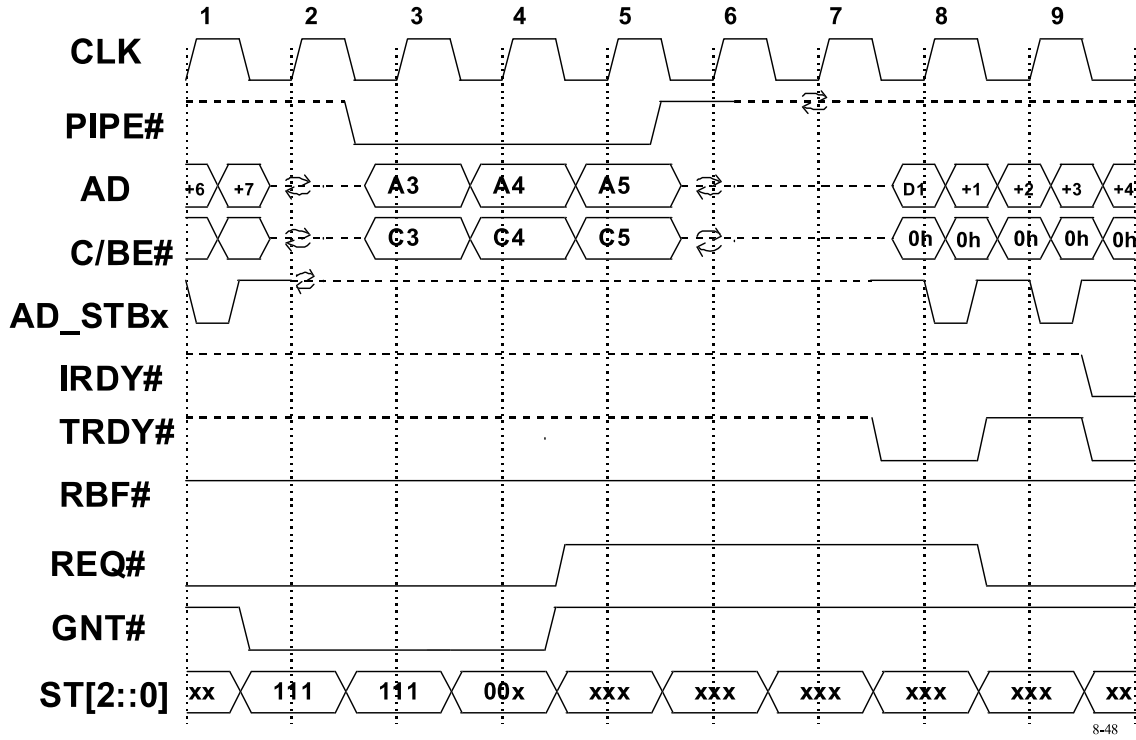 1 2 3 4 5 6 7 8 9
CLK
PIPE#
AD +6 +7 A3 A4 A5 D1 +1 +2 +3 +4
C/BE# C3 C4 C5 0h 0h 0h 0h 0h
AD_STBx
IRDY#
TRDY#
RBF#
REQ#
GNT#
ST[2::0] xx 111 111 00x xxx xxx xxx xxx xxx xx
8-48